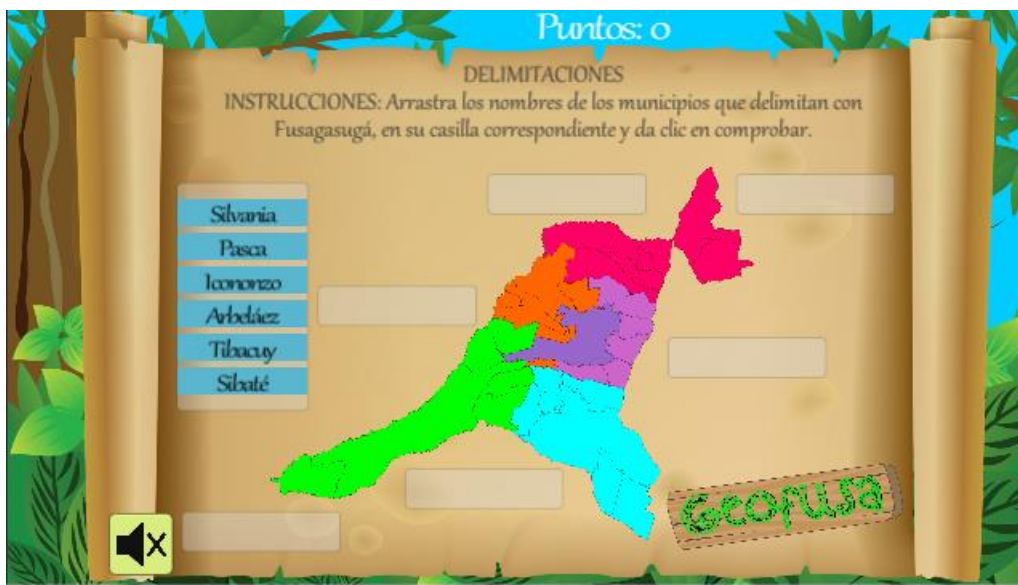 Puntos: 0
DELIMITACIONES
INSTRUCCIONES: Arrastra los nombres de los municipios que delimitan con
Fusagasugá, en su casilla correspondiente y da clic en comprobar.
Silvania
Pasca
Icononzo
Arbeláez
Tibacuy
Sibaté
Geofusa